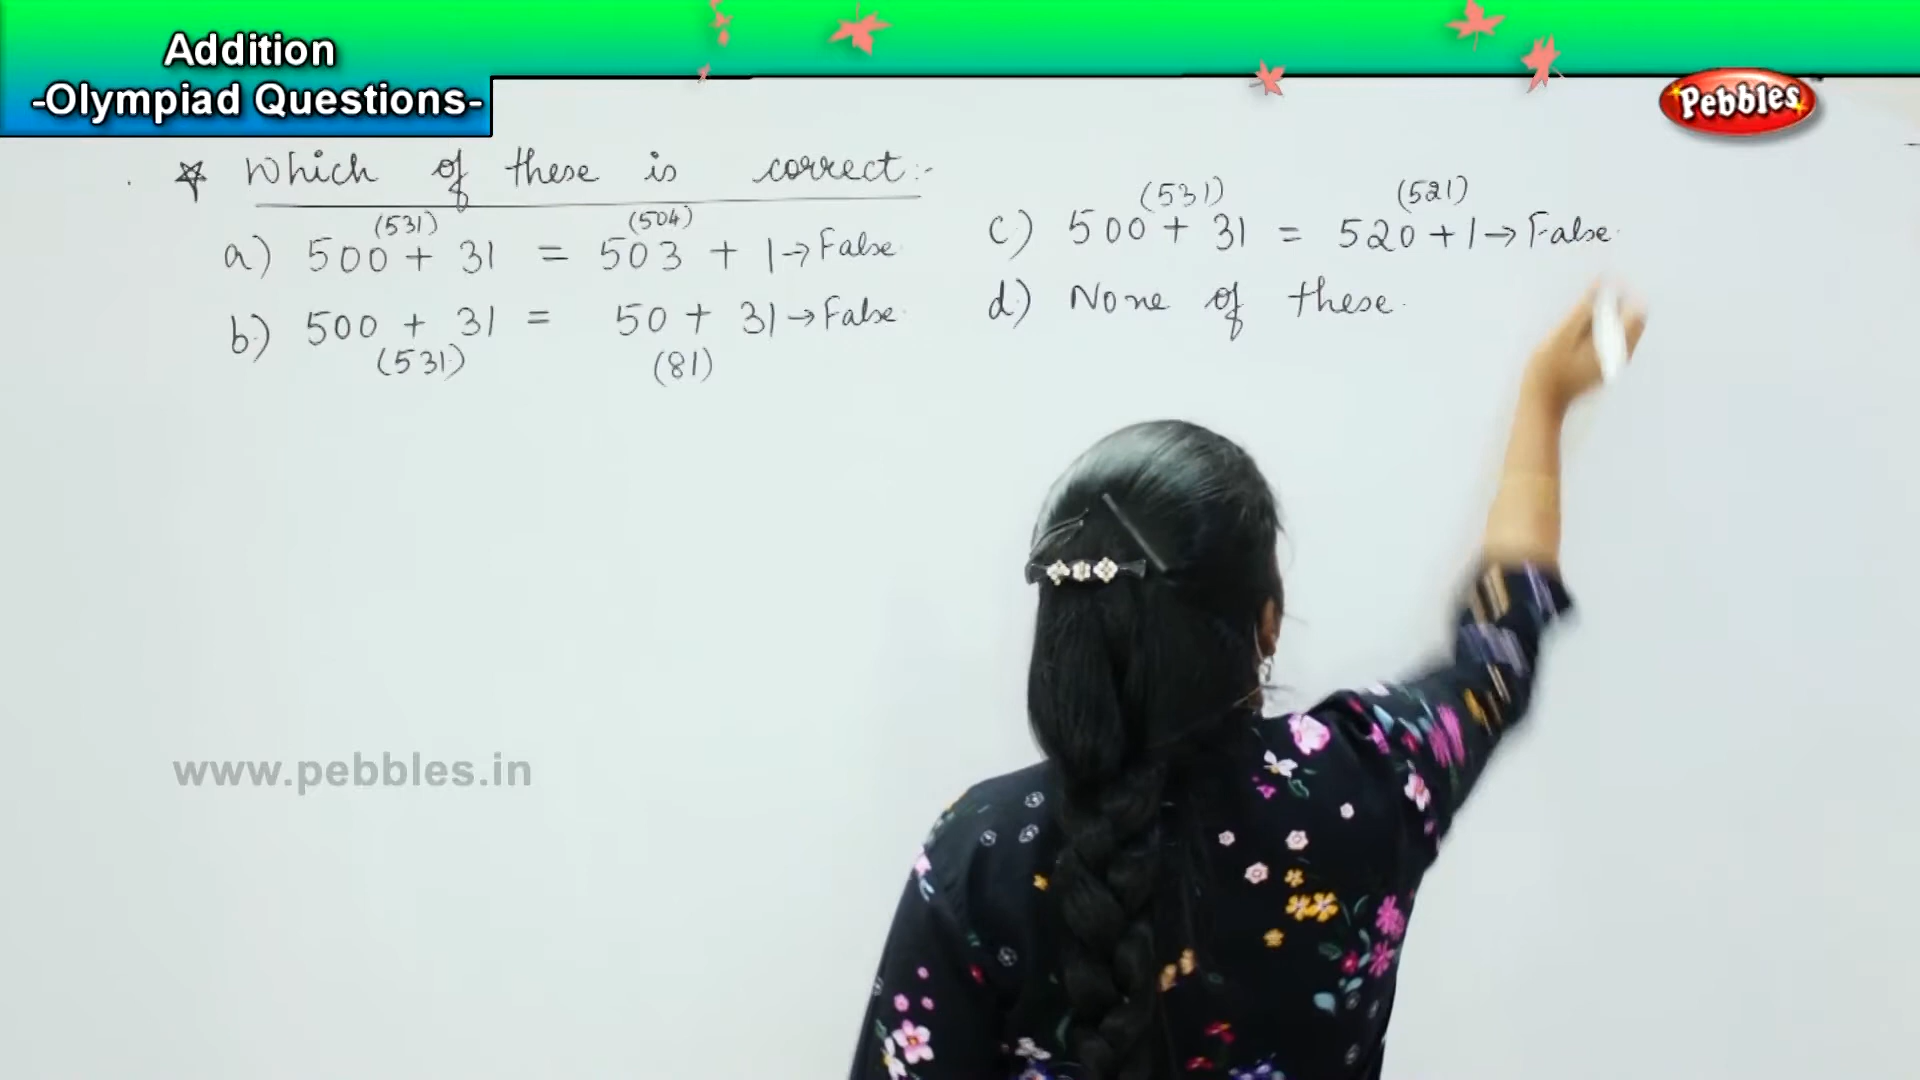 Addition
-Olympiad Questions-
Pebbles
☆ Which of these is correct:-
(531) (504)
a) 500 + 31 = 503 + 1 → False
b) 500 + 31 = 50 + 31 → False
(531) (81)
(531) (521)
c) 500 + 31 = 520 + 1 → False
d) None of these.
www.pebbles.in